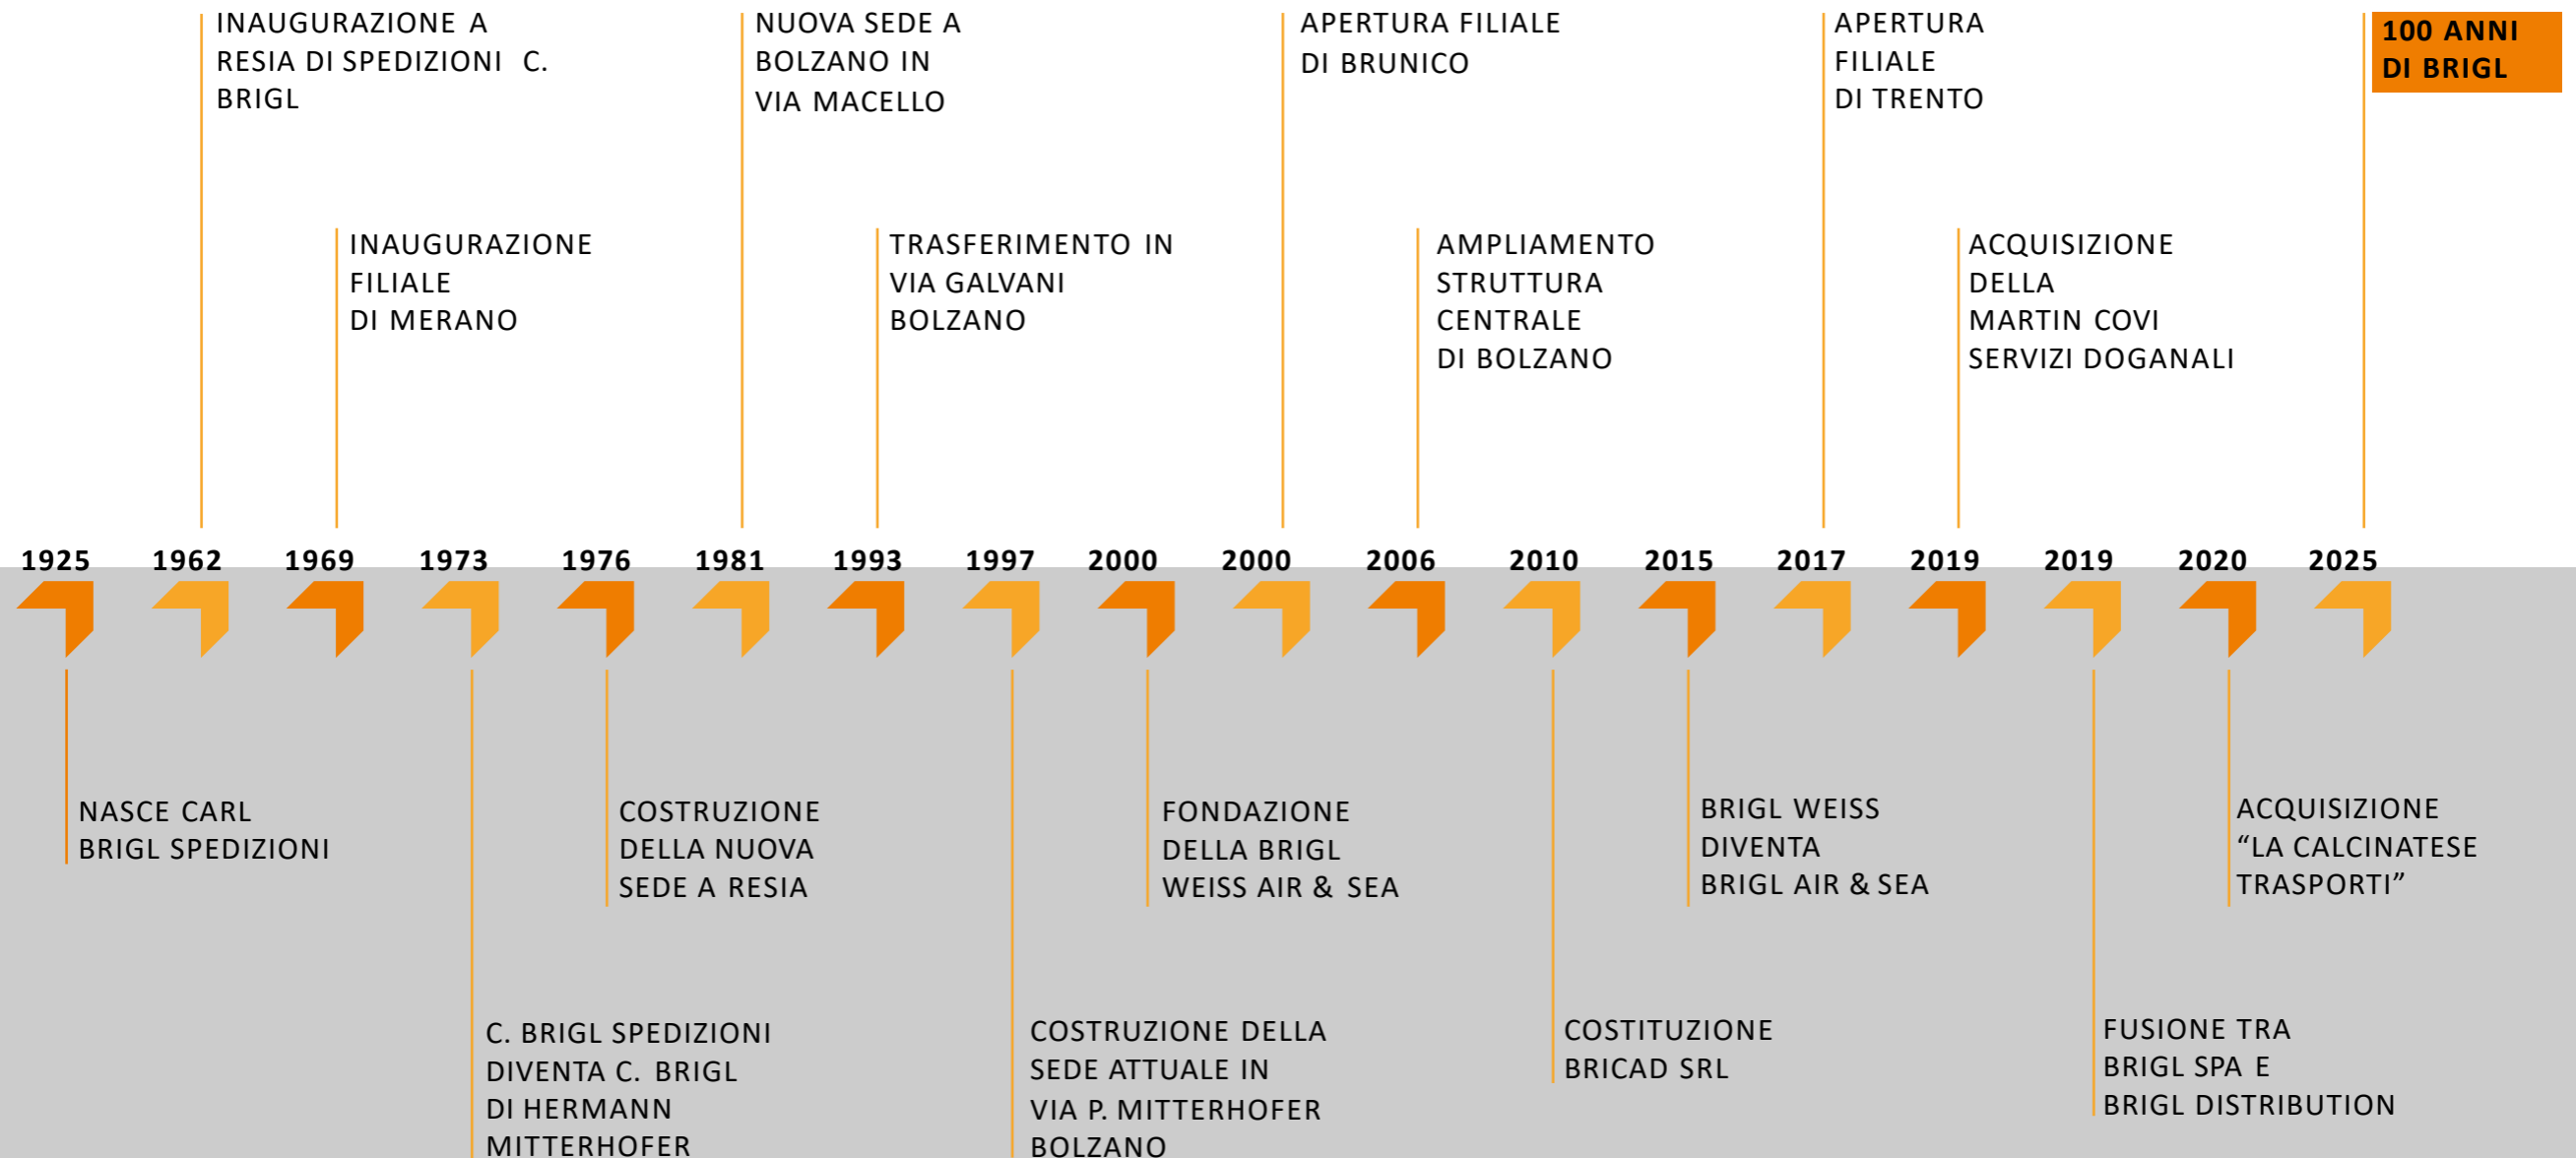 INAUGURAZIONE A
RESIA DI SPEDIZIONI C.
BRIGL
NUOVA SEDE A
BOLZANO IN
VIA MACELLO
APERTURA FILIALE
DI BRUNICO
APERTURA
FILIALE
DI TRENTO
100 ANNI
DI BRIGL
INAUGURAZIONE
FILIALE
DI MERANO
TRASFERIMENTO IN
VIA GALVANI
BOLZANO
AMPLIAMENTO
STRUTTURA
CENTRALE
DI BOLZANO
ACQUISIZIONE
DELLA
MARTIN COVI
SERVIZI DOGANALI
1925 1962 1969 1973 1976 1981 1993 1997 2000 2000 2006 2010 2015 2017 2019 2019 2020 2025
NASCE CARL
BRIGL SPEDIZIONI
COSTRUZIONE
DELLA NUOVA
SEDE A RESIA
FONDAZIONE
DELLA BRIGL
WEISS AIR & SEA
BRIGL WEISS
DIVENTA
BRIGL AIR & SEA
ACQUISIZIONE
“LA CALCINATESE
TRASPORTI”
C. BRIGL SPEDIZIONI
DIVENTA C. BRIGL
DI HERMANN
MITTERHOFER
COSTRUZIONE DELLA
SEDE ATTUALE IN
VIA P. MITTERHOFER
BOLZANO
COSTITUZIONE
BRICAD SRL
FUSIONE TRA
BRIGL SPA E
BRIGL DISTRIBUTION